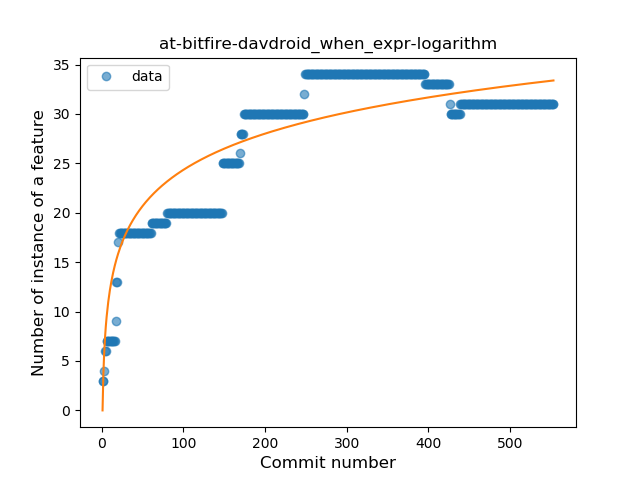 at-bitfire-davdroid_when_expr-logarithm
data
Number of instance of a feature
35
30
25
20
15
10
5
0
0 100 200 300 400 500
Commit number